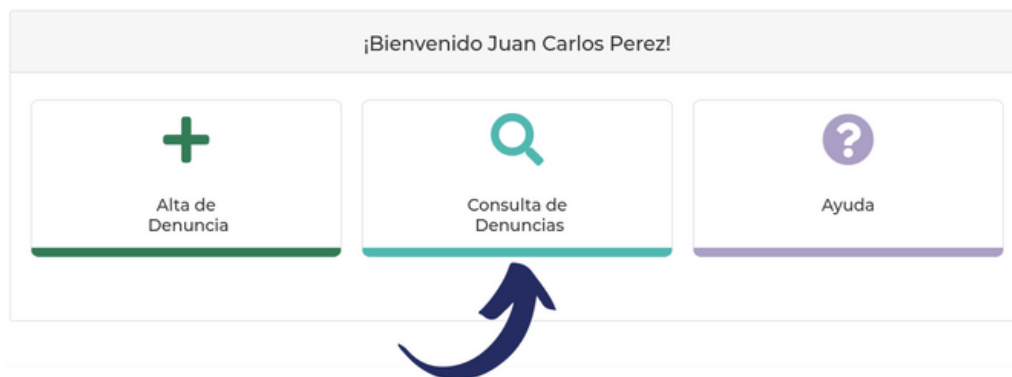 ¡Bienvenido Juan Carlos Perez!
Alta de
Denuncia
Consulta de
Denuncias
Ayuda